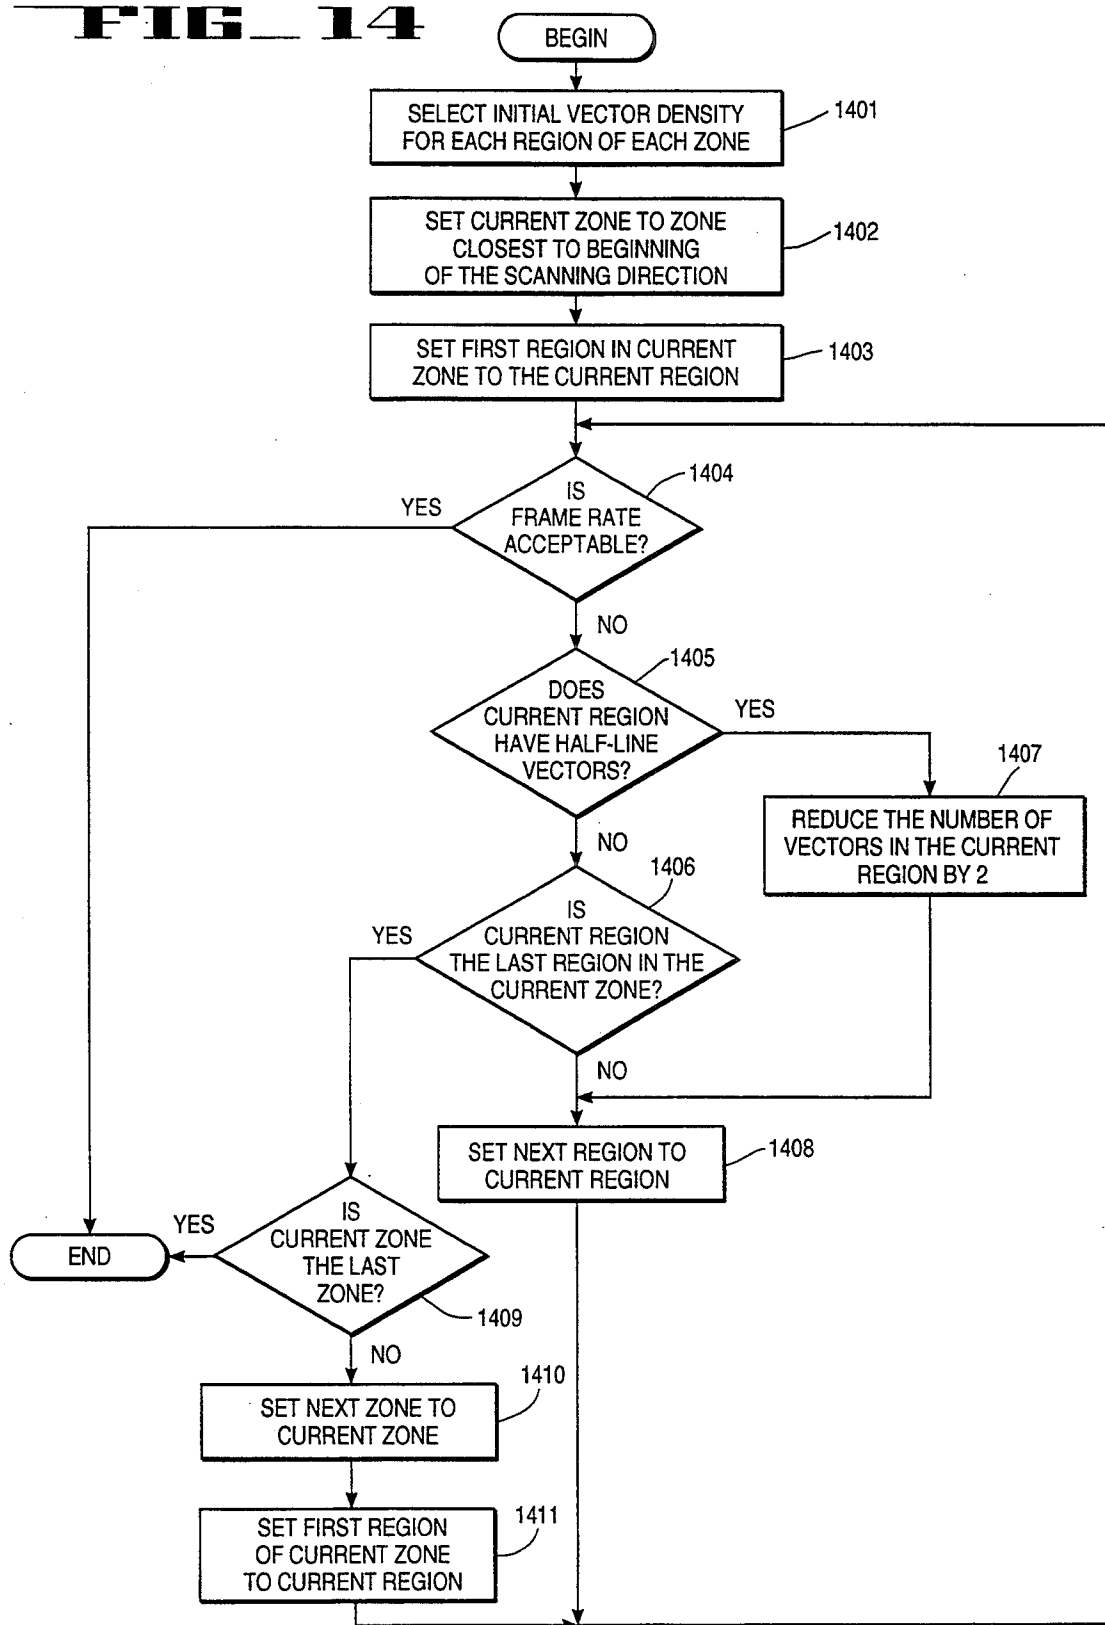 FIG_ 14
BEGIN
SELECT INITIAL VECTOR DENSITY
FOR EACH REGION OF EACH ZONE
1401
SET CURRENT ZONE TO ZONE
CLOSEST TO BEGINNING
OF THE SCANNING DIRECTION
1402
SET FIRST REGION IN CURRENT
ZONE TO THE CURRENT REGION
1403
IS
FRAME RATE
ACCEPTABLE?
1404
YES
NO
DOES
CURRENT REGION
HAVE HALF-LINE
VECTORS?
1405
YES
NO
REDUCE THE NUMBER OF
VECTORS IN THE CURRENT
REGION BY 2
1407
IS
CURRENT REGION
THE LAST REGION IN THE
CURRENT ZONE?
1406
YES
NO
SET NEXT REGION TO
CURRENT REGION
1408
IS
CURRENT ZONE
THE LAST
ZONE?
1409
YES
END
NO
SET NEXT ZONE TO
CURRENT ZONE
1410
SET FIRST REGION
OF CURRENT ZONE
TO CURRENT REGION
1411